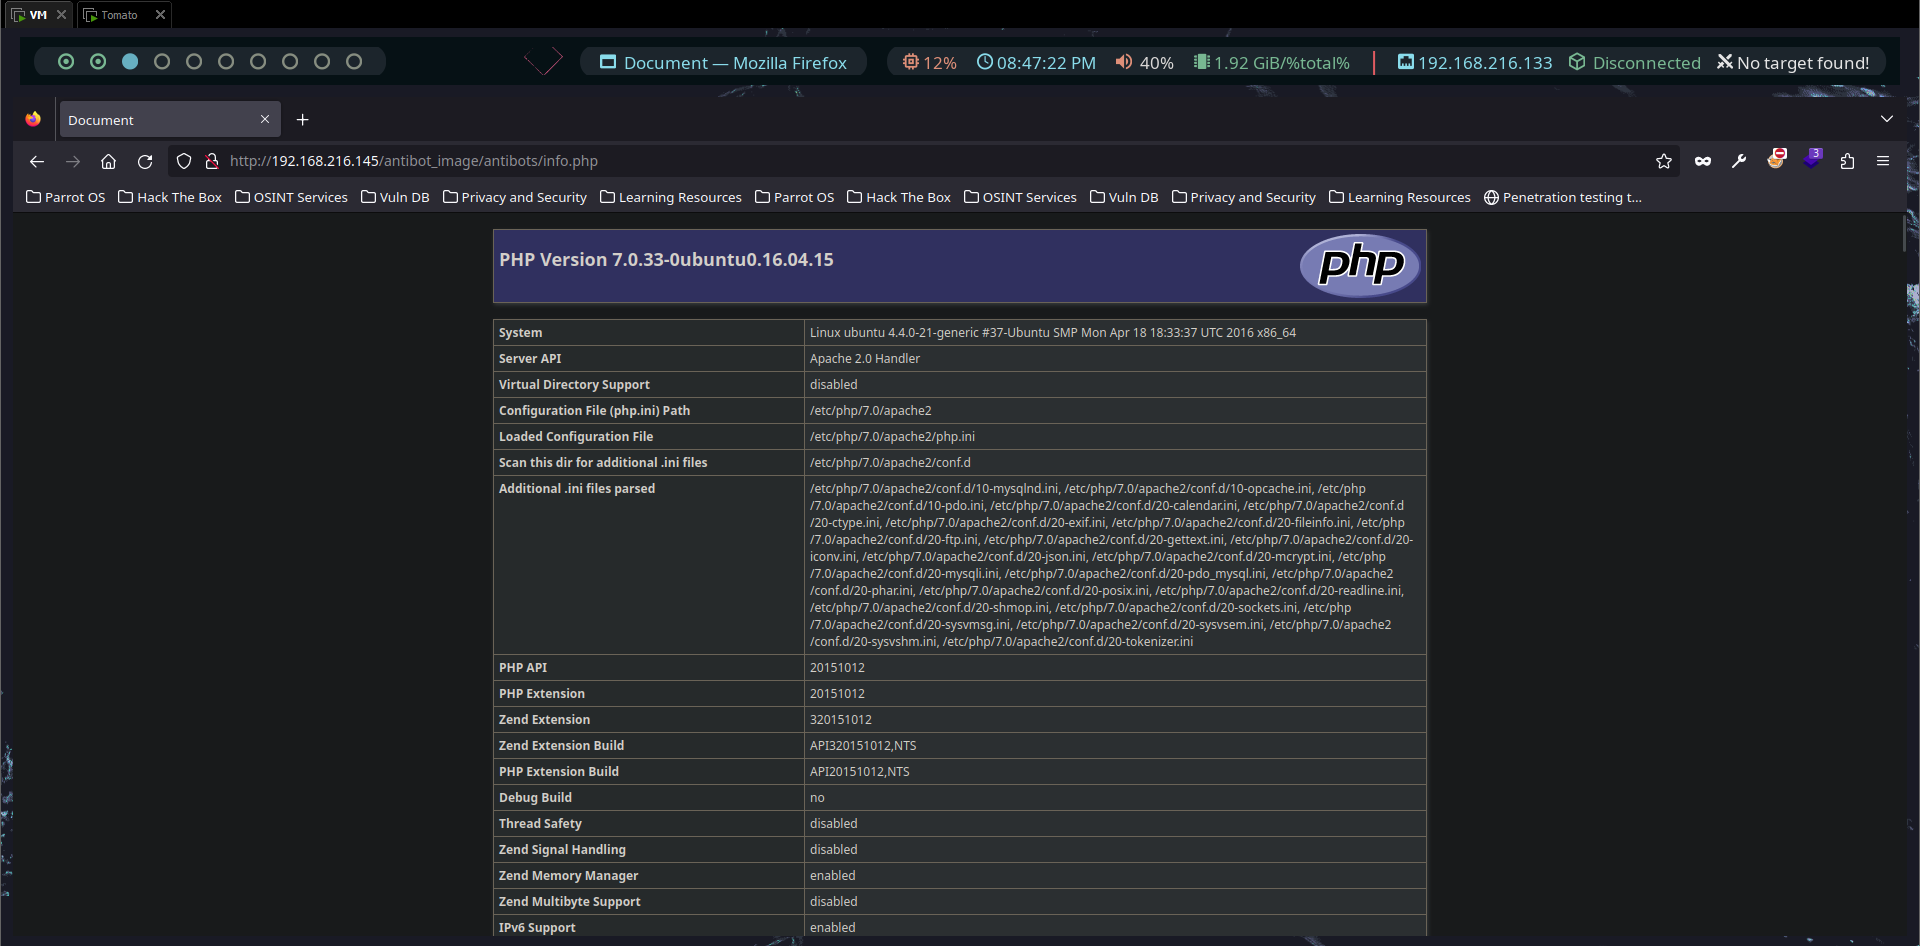 VM
Tomato
Document — Mozilla Firefox
12%
08:47:22 PM
40%
1.92 GiB/%total%
192.168.216.133
Disconnected
No target found!
Document
http://192.168.216.145/antibot_image/antibots/info.php
3
Parrot OS
Hack The Box
OSINT Services
Vuln DB
Privacy and Security
Learning Resources
Parrot OS
Hack The Box
OSINT Services
Vuln DB
Privacy and Security
Learning Resources
Penetration testing t...
PHP Version 7.0.33-0ubuntu0.16.04.15
php
System
Linux ubuntu 4.4.0-21-generic #37-Ubuntu SMP Mon Apr 18 18:33:37 UTC 2016 x86_64
Server API
Apache 2.0 Handler
Virtual Directory Support
disabled
Configuration File (php.ini) Path
/etc/php/7.0/apache2
Loaded Configuration File
/etc/php/7.0/apache2/php.ini
Scan this dir for additional .ini files
/etc/php/7.0/apache2/conf.d
Additional .ini files parsed
/etc/php/7.0/apache2/conf.d/10-mysqlnd.ini, /etc/php/7.0/apache2/conf.d/10-opcache.ini, /etc/php
/7.0/apache2/conf.d/10-pdo.ini, /etc/php/7.0/apache2/conf.d/20-calendar.ini, /etc/php/7.0/apache2/conf.d
/20-ctype.ini, /etc/php/7.0/apache2/conf.d/20-exif.ini, /etc/php/7.0/apache2/conf.d/20-fileinfo.ini, /etc/php
/7.0/apache2/conf.d/20-ftp.ini, /etc/php/7.0/apache2/conf.d/20-gettext.ini, /etc/php/7.0/apache2/conf.d/20-
iconv.ini, /etc/php/7.0/apache2/conf.d/20-json.ini, /etc/php/7.0/apache2/conf.d/20-mcrypt.ini, /etc/php
/7.0/apache2/conf.d/20-mysqli.ini, /etc/php/7.0/apache2/conf.d/20-pdo_mysql.ini, /etc/php/7.0/apache2
/conf.d/20-phar.ini, /etc/php/7.0/apache2/conf.d/20-posix.ini, /etc/php/7.0/apache2/conf.d/20-readline.ini,
/etc/php/7.0/apache2/conf.d/20-shmop.ini, /etc/php/7.0/apache2/conf.d/20-sockets.ini, /etc/php
/7.0/apache2/conf.d/20-sysvmsg.ini, /etc/php/7.0/apache2/conf.d/20-sysvsem.ini, /etc/php/7.0/apache2
/conf.d/20-sysvshm.ini, /etc/php/7.0/apache2/conf.d/20-tokenizer.ini
PHP API
20151012
PHP Extension
20151012
Zend Extension
320151012
Zend Extension Build
API320151012,NTS
PHP Extension Build
API20151012,NTS
Debug Build
no
Thread Safety
disabled
Zend Signal Handling
disabled
Zend Memory Manager
enabled
Zend Multibyte Support
disabled
IPv6 Support
enabled